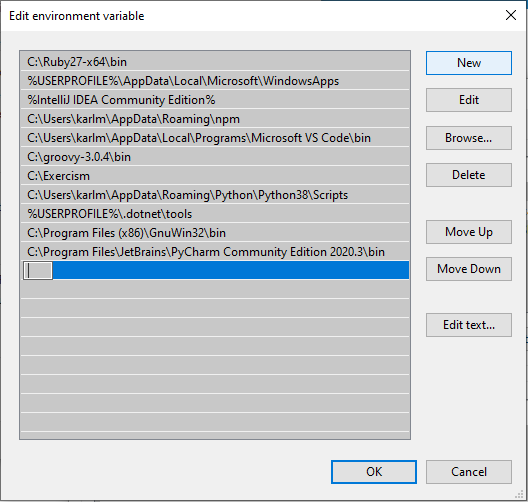 Edit environment variable
C:\Ruby27-x64\bin
%USERPROFILE%\AppData\Local\Microsoft\WindowsApps
%IntelliJ IDEA Community Edition%
C:\Users\karlm\AppData\Roaming\npm
C:\Users\karlm\AppData\Local\Programs\Microsoft VS Code\bin
C:\groovy-3.0.4\bin
C:\Exercism
C:\Users\karlm\AppData\Roaming\Python\Python38\Scripts
%USERPROFILE%\.dotnet\tools
C:\Program Files (x86)\GnuWin32\bin
C:\Program Files\JetBrains\PyCharm Community Edition 2020.3\bin
New
Edit
Browse...
Delete
Move Up
Move Down
Edit text...
OK
Cancel